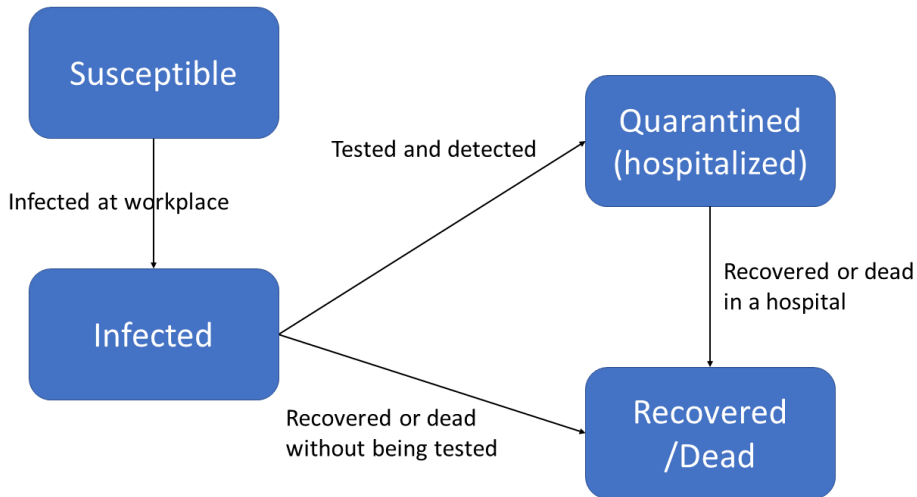 Susceptible
Quarantined
(hospitalized)
Tested and detected
Infected at workplace
Recovered or dead
in a hospital
Infected
Recovered or dead
without being tested
Recovered
/Dead